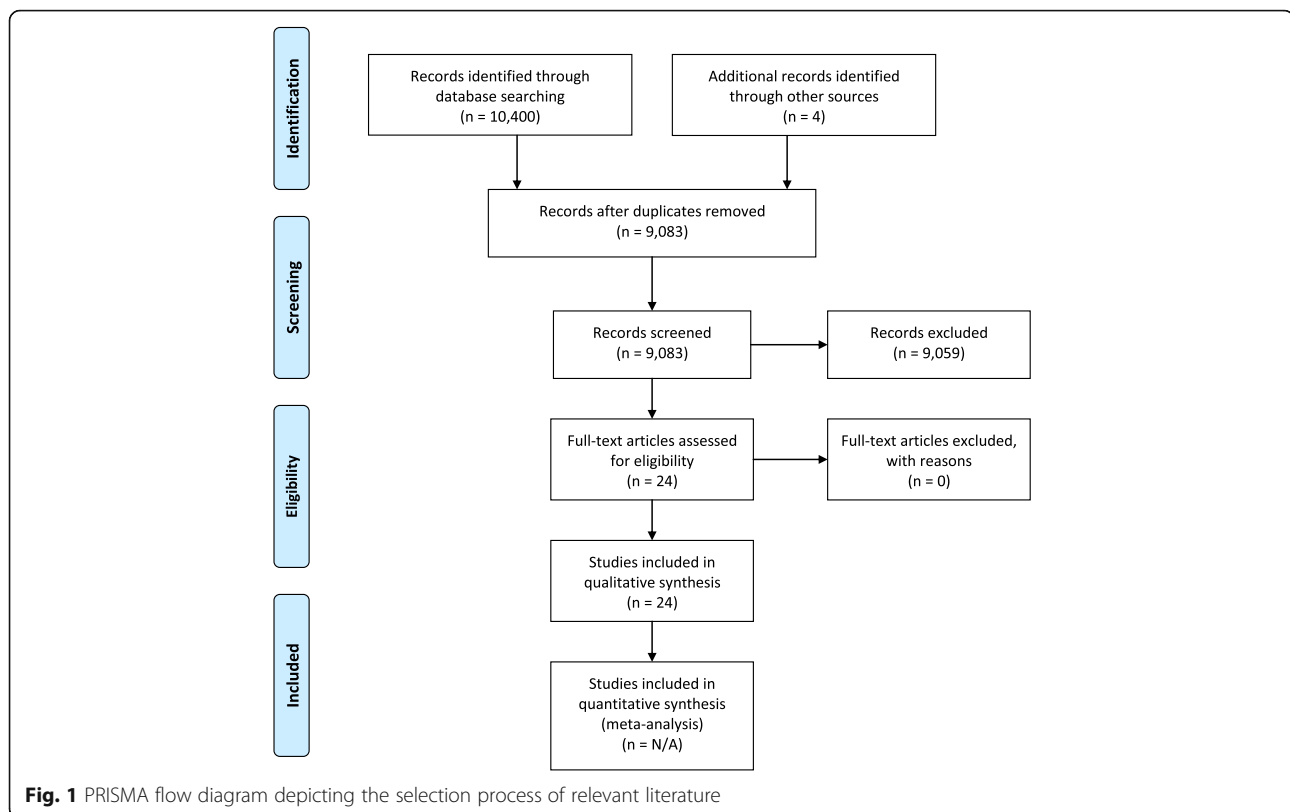 Identification
Records identified through
database searching
(n = 10,400)
Additional records identified
through other sources
(n = 4)
Records after duplicates removed
(n = 9,083)
Screening
Records screened
(n = 9,083)
Records excluded
(n = 9,059)
Eligibility
Full-text articles assessed
for eligibility
(n = 24)
Full-text articles excluded,
with reasons
(n = 0)
Studies included in
qualitative synthesis
(n = 24)
Included
Studies included in
quantitative synthesis
(meta-analysis)
(n = N/A)
Fig. 1 PRISMA flow diagram depicting the selection process of relevant literature